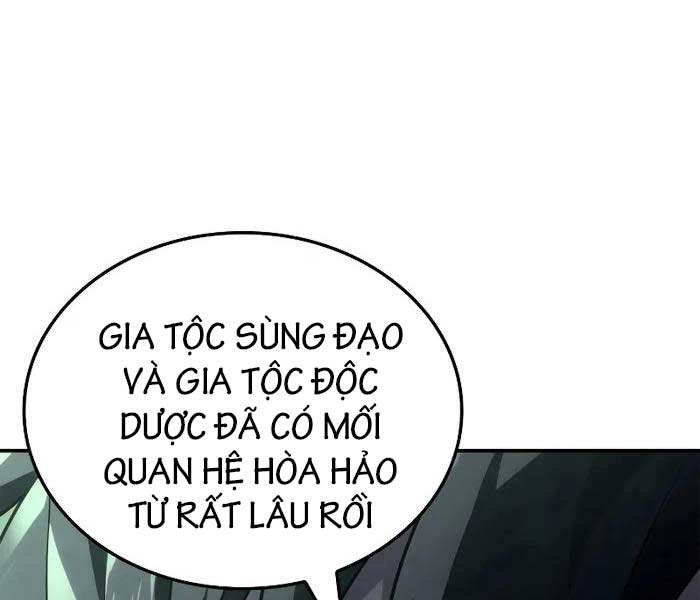 GIA TỘC SÙNG ĐẠO
VÀ GIA TỘC ĐỘC
DƯỢC ĐÃ CÓ MỐI
QUAN HỆ HÒA HẢO
TỪ RẤT LÂU RỒI